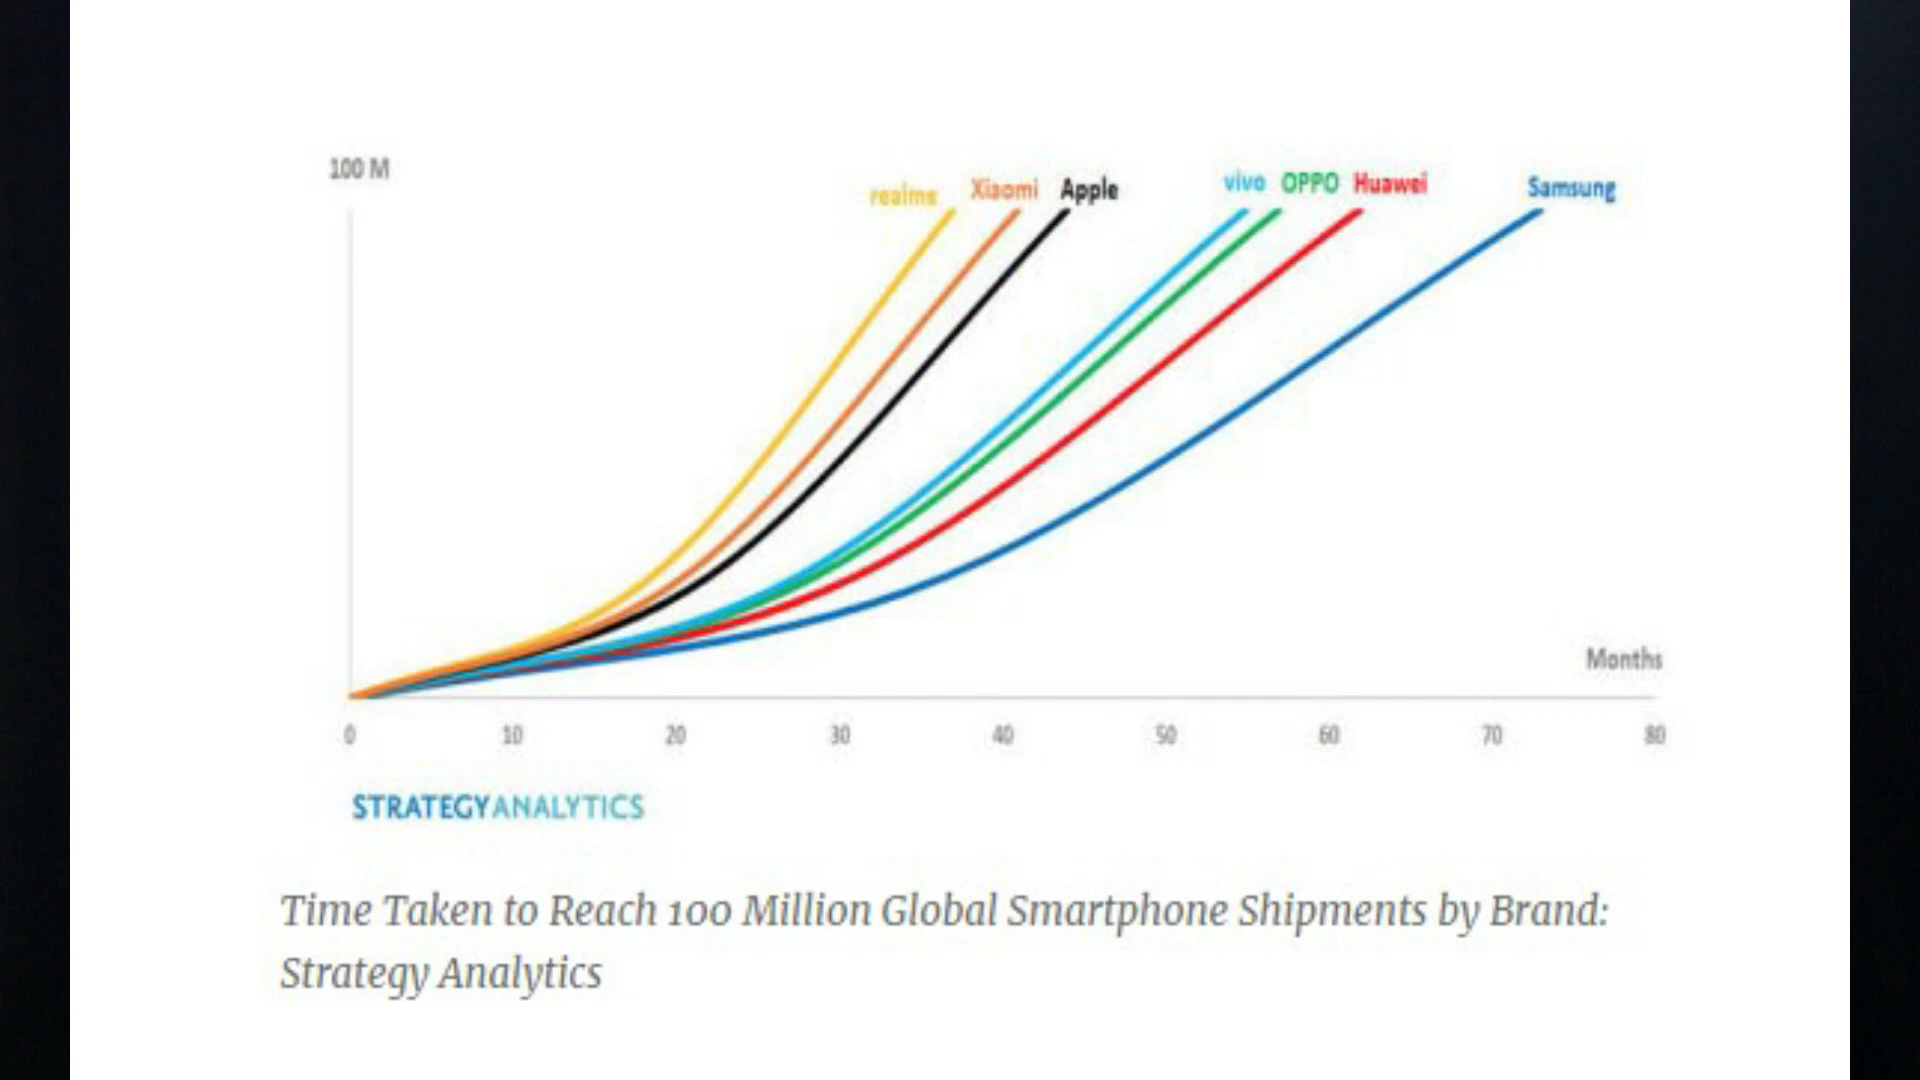 100 M
realme Xiaomi Apple vivo OPPO Huawei Samsung
Months
0 10 20 30 40 50 60 70 80
STRATEGYANALYTICS
Time Taken to Reach 100 Million Global Smartphone Shipments by Brand:
Strategy Analytics